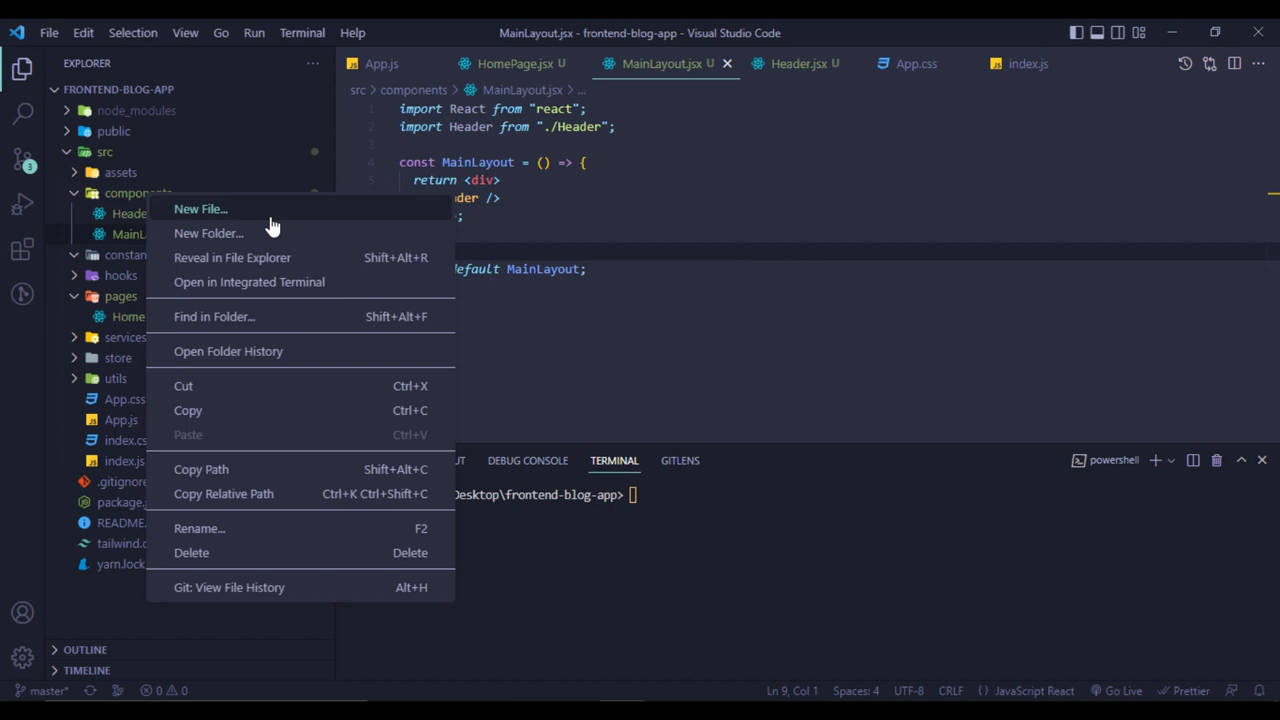 File Edit Selection View Go Run Terminal Help MainLayout.jsx - frontend-blog-app - Visual Studio Code
EXPLORER
FRONTEND-BLOG-APP
node_modules
public
src
assets
components
Heade
MainL
constan
hooks
pages
Home
services
store
utils
App.css
App.js
index.cs
index.js
.gitignore
package.j
README.
tailwind.c
yarn.lock
OUTLINE
TIMELINE
New File...
New Folder...
Reveal in File Explorer Shift+Alt+R
Open in Integrated Terminal
Find in Folder... Shift+Alt+F
Open Folder History
Cut Ctrl+X
Copy Ctrl+C
Paste Ctrl+V
Copy Path Shift+Alt+C
Copy Relative Path Ctrl+K Ctrl+Shift+C
Rename... F2
Delete Delete
Git: View File History Alt+H
App.js HomePage.jsx U MainLayout.jsx U Header.jsx U App.css index.js
src > components > MainLayout.jsx > ...
1 import React from "react";
2 import Header from "./Header";
3
4 const MainLayout = () => {
5 return <div>
der />
;
default MainLayout;
UT DEBUG CONSOLE TERMINAL GITLENS powershell
Desktop\frontend-blog-app>
3
master* 0 0 Ln 9, Col 1 Spaces: 4 UTF-8 CRLF {} JavaScript React Go Live Prettier